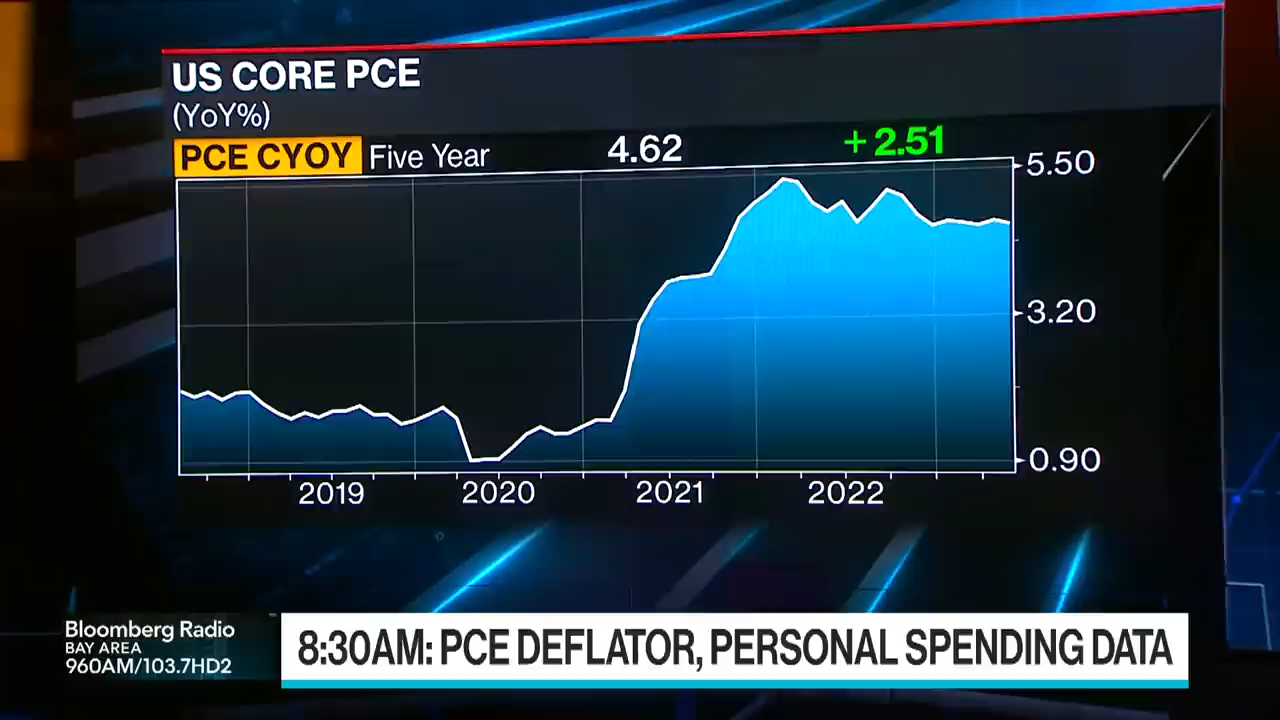 US CORE PCE
(YoY%)
PCE CYOY Five Year 4.62 + 2.51
5.50
3.20
0.90
2019 2020 2021 2022
Bloomberg Radio
BAY AREA
960AM/103.7HD2
8:30AM: PCE DEFLATOR, PERSONAL SPENDING DATA